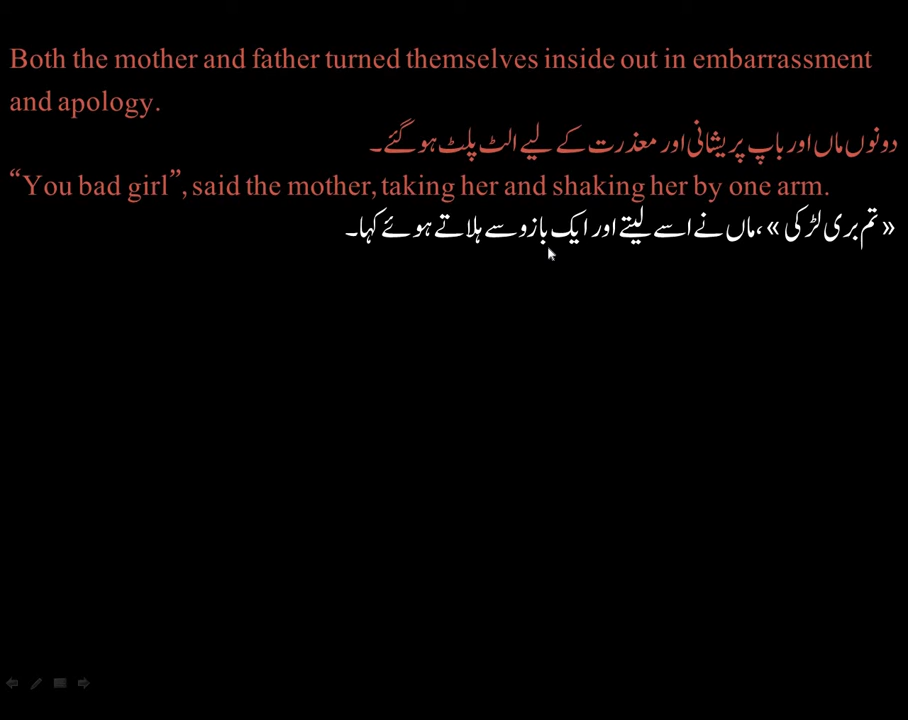 Both the mother and father turned themselves inside out in embarrassment
and apology.
دونوں ماں اور باپ پریشانی اور معذرت کے لیے الٹ پلٹ ہو گئے۔
“You bad girl”, said the mother, taking her and shaking her by one arm.
«تم بری لڑکی»، ماں نے اسے لیتے اور ایک بازو سے ہلاتے ہوئے کہا۔